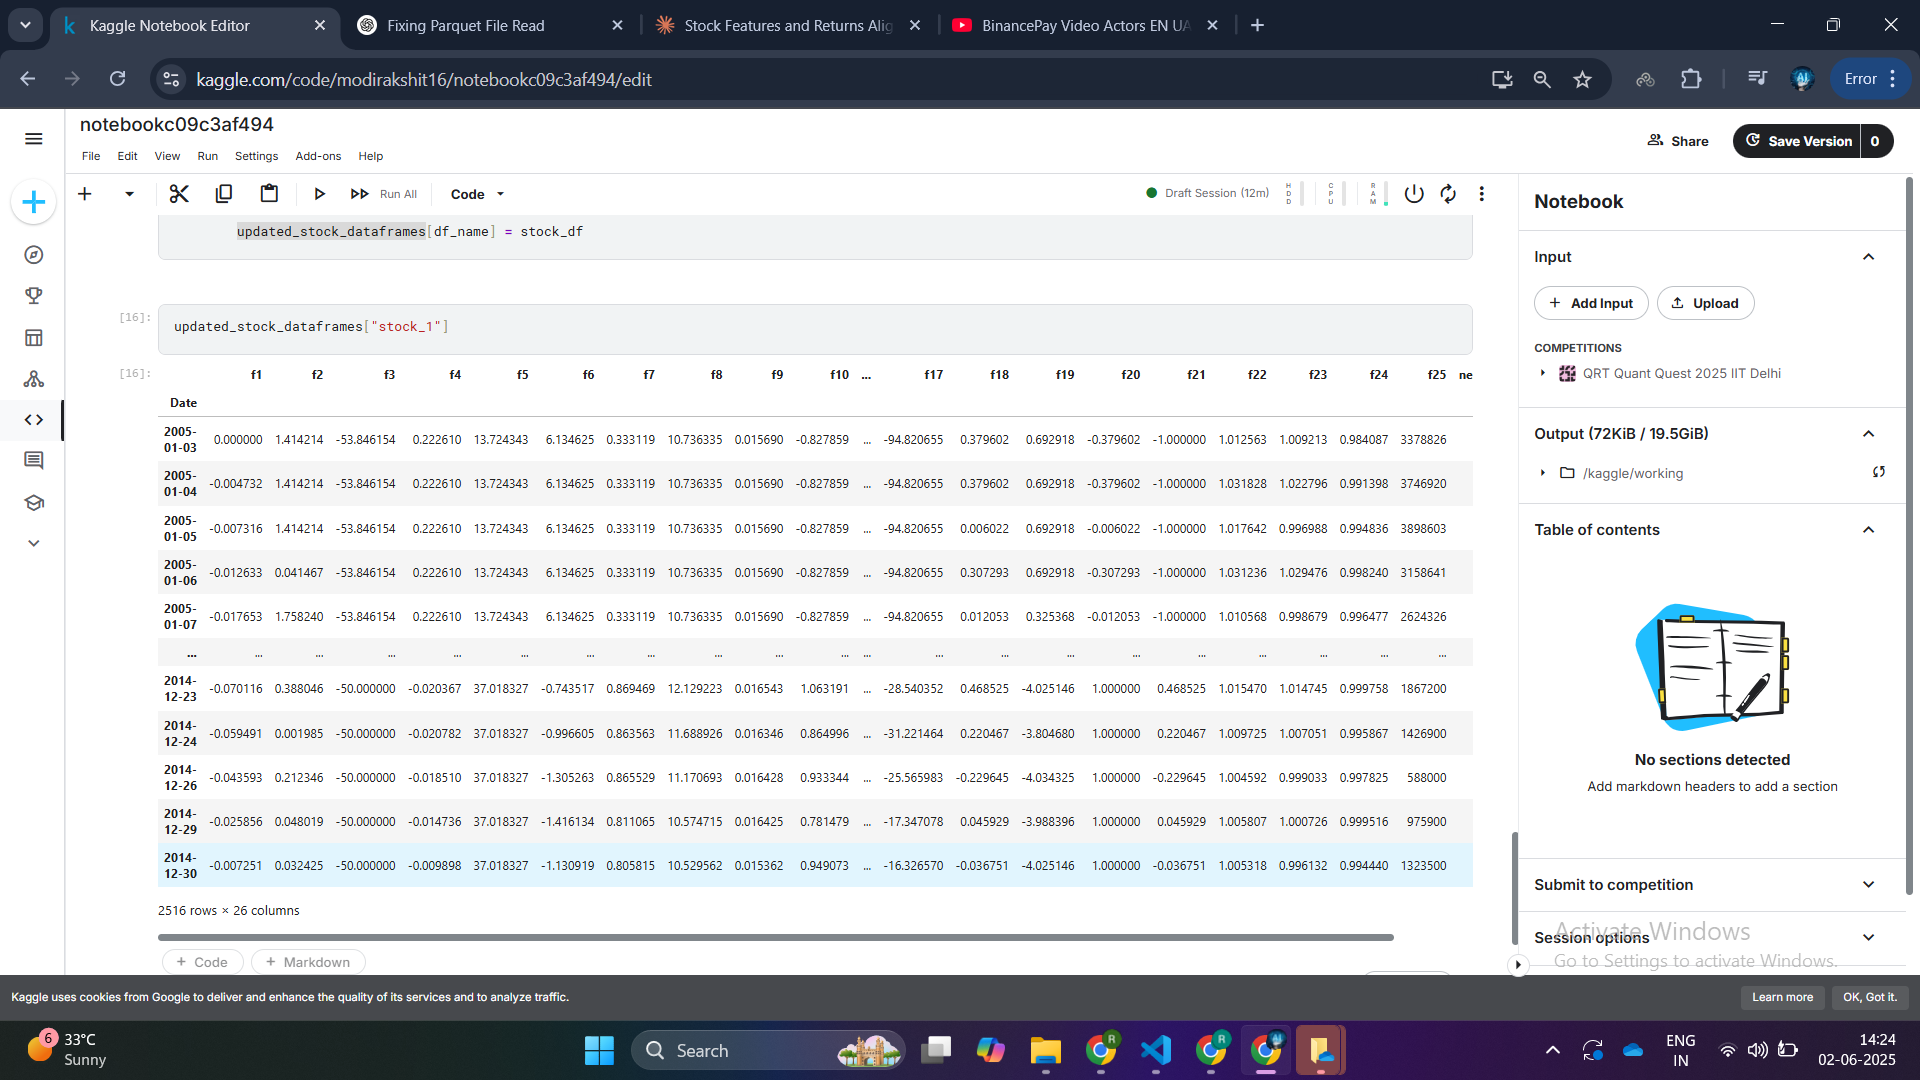 Kaggle Notebook Editor
Fixing Parquet File Read
Stock Features and Returns Alig
BinancePay Video Actors EN UA
kaggle.com/code/modirakshit16/notebookc09c3af494/edit
Error
notebookc09c3af494
File Edit View Run Settings Add-ons Help
Share
Save Version 0
Run All
Code
Draft Session (12m)
HDD
CPU
RAM
updated_stock_dataframes[df_name] = stock_df
[16]:
updated_stock_dataframes["stock_1"]
[16]:
f1 f2 f3 f4 f5 f6 f7 f8 f9 f10 ... f17 f18 f19 f20 f21 f22 f23 f24 f25 ne
Date
2005-01-03 0.000000 1.414214 -53.846154 0.222610 13.724343 6.134625 0.333119 10.736335 0.015690 -0.827859 ... -94.820655 0.379602 0.692918 -0.379602 -1.000000 1.012563 1.009213 0.984087 3378826
2005-01-04 -0.004732 1.414214 -53.846154 0.222610 13.724343 6.134625 0.333119 10.736335 0.015690 -0.827859 ... -94.820655 0.379602 0.692918 -0.379602 -1.000000 1.031828 1.022796 0.991398 3746920
2005-01-05 -0.007316 1.414214 -53.846154 0.222610 13.724343 6.134625 0.333119 10.736335 0.015690 -0.827859 ... -94.820655 0.006022 0.692918 -0.006022 -1.000000 1.017642 0.996988 0.994836 3898603
2005-01-06 -0.012633 0.041467 -53.846154 0.222610 13.724343 6.134625 0.333119 10.736335 0.015690 -0.827859 ... -94.820655 0.307293 0.692918 -0.307293 -1.000000 1.031236 1.029476 0.998240 3158641
2005-01-07 -0.017653 1.758240 -53.846154 0.222610 13.724343 6.134625 0.333119 10.736335 0.015690 -0.827859 ... -94.820655 0.012053 0.325368 -0.012053 -1.000000 1.010568 0.998679 0.996477 2624326
... ... ... ... ... ... ... ... ... ... ... ... ... ... ... ... ... ... ... ... ...
2014-12-23 -0.070116 0.388046 -50.000000 -0.020367 37.018327 -0.743517 0.869469 12.129223 0.016543 1.063191 ... -28.540352 0.468525 -4.025146 1.000000 0.468525 1.015470 1.014745 0.999758 1867200
2014-12-24 -0.059491 0.001985 -50.000000 -0.020782 37.018327 -0.996605 0.863563 11.688926 0.016346 0.864996 ... -31.221464 0.220467 -3.804680 1.000000 0.220467 1.009725 1.007051 0.995867 1426900
2014-12-26 -0.043593 0.212346 -50.000000 -0.018510 37.018327 -1.305263 0.865529 11.170693 0.016428 0.933344 ... -25.565983 -0.229645 -4.034325 1.000000 -0.229645 1.004592 0.999033 0.997825 588000
2014-12-29 -0.025856 0.048019 -50.000000 -0.014736 37.018327 -1.416134 0.811065 10.574715 0.016425 0.781479 ... -17.347078 0.045929 -3.988396 1.000000 0.045929 1.005807 1.000726 0.999516 975900
2014-12-30 -0.007251 0.032425 -50.000000 -0.009898 37.018327 -1.130919 0.805815 10.529562 0.015362 0.949073 ... -16.326570 -0.036751 -4.025146 1.000000 -0.036751 1.005318 0.996132 0.994440 1323500
2516 rows × 26 columns
+ Code
+ Markdown
Notebook
Input
+ Add Input
Upload
COMPETITIONS
QRT Quant Quest 2025 IIT Delhi
Output (72KiB / 19.5GiB)
/kaggle/working
Table of contents
No sections detected
Add markdown headers to add a section
Submit to competition
Session options
Activate Windows
Go to Settings to activate Windows.
Kaggle uses cookies from Google to deliver and enhance the quality of its services and to analyze traffic.
Learn more
OK, Got it.
6
33°C
Sunny
Search
ENG
IN
14:24
02-06-2025